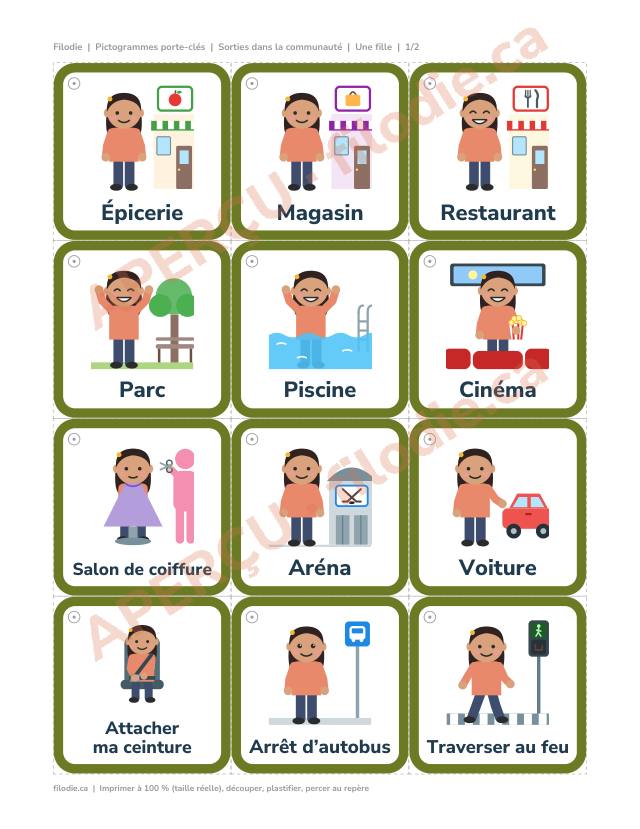 Filodie | Pictogrammes porte-clés | Sorties dans la communauté | Une fille | 1/2
Épicerie
Magasin
Restaurant
Parc
Piscine
Cinéma
Salon de coiffure
Aréna
Voiture
Attacher
ma ceinture
Arrêt d’autobus
Traverser au feu
filodie.ca | Imprimer à 100 % (taille réelle), découper, plastifier, percer au repère
APERÇU · filodie.ca
APERÇU · filodie.ca